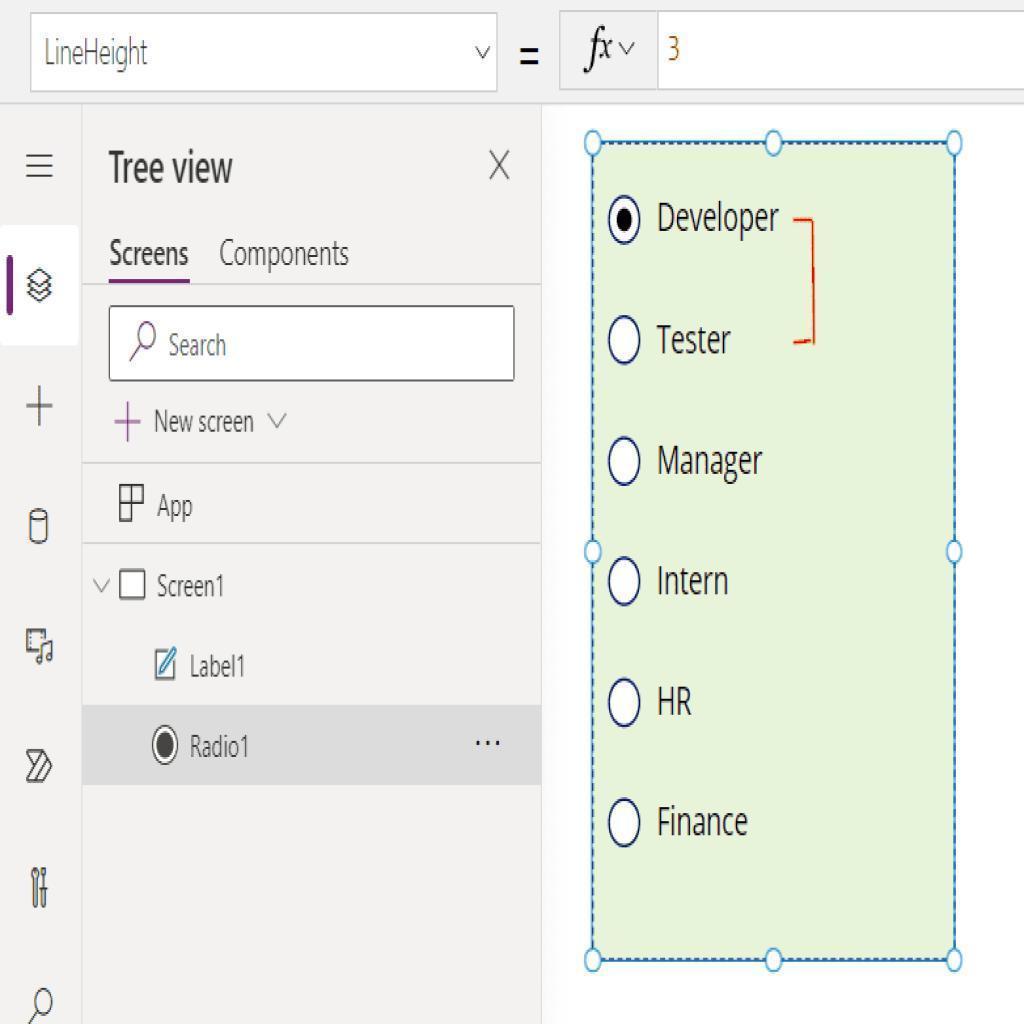 LineHeight = fx 3
Tree view
Screens Components
Search
New screen
App
Screen1
Label1
Radio1 ...
Developer
Tester
Manager
Intern
HR
Finance